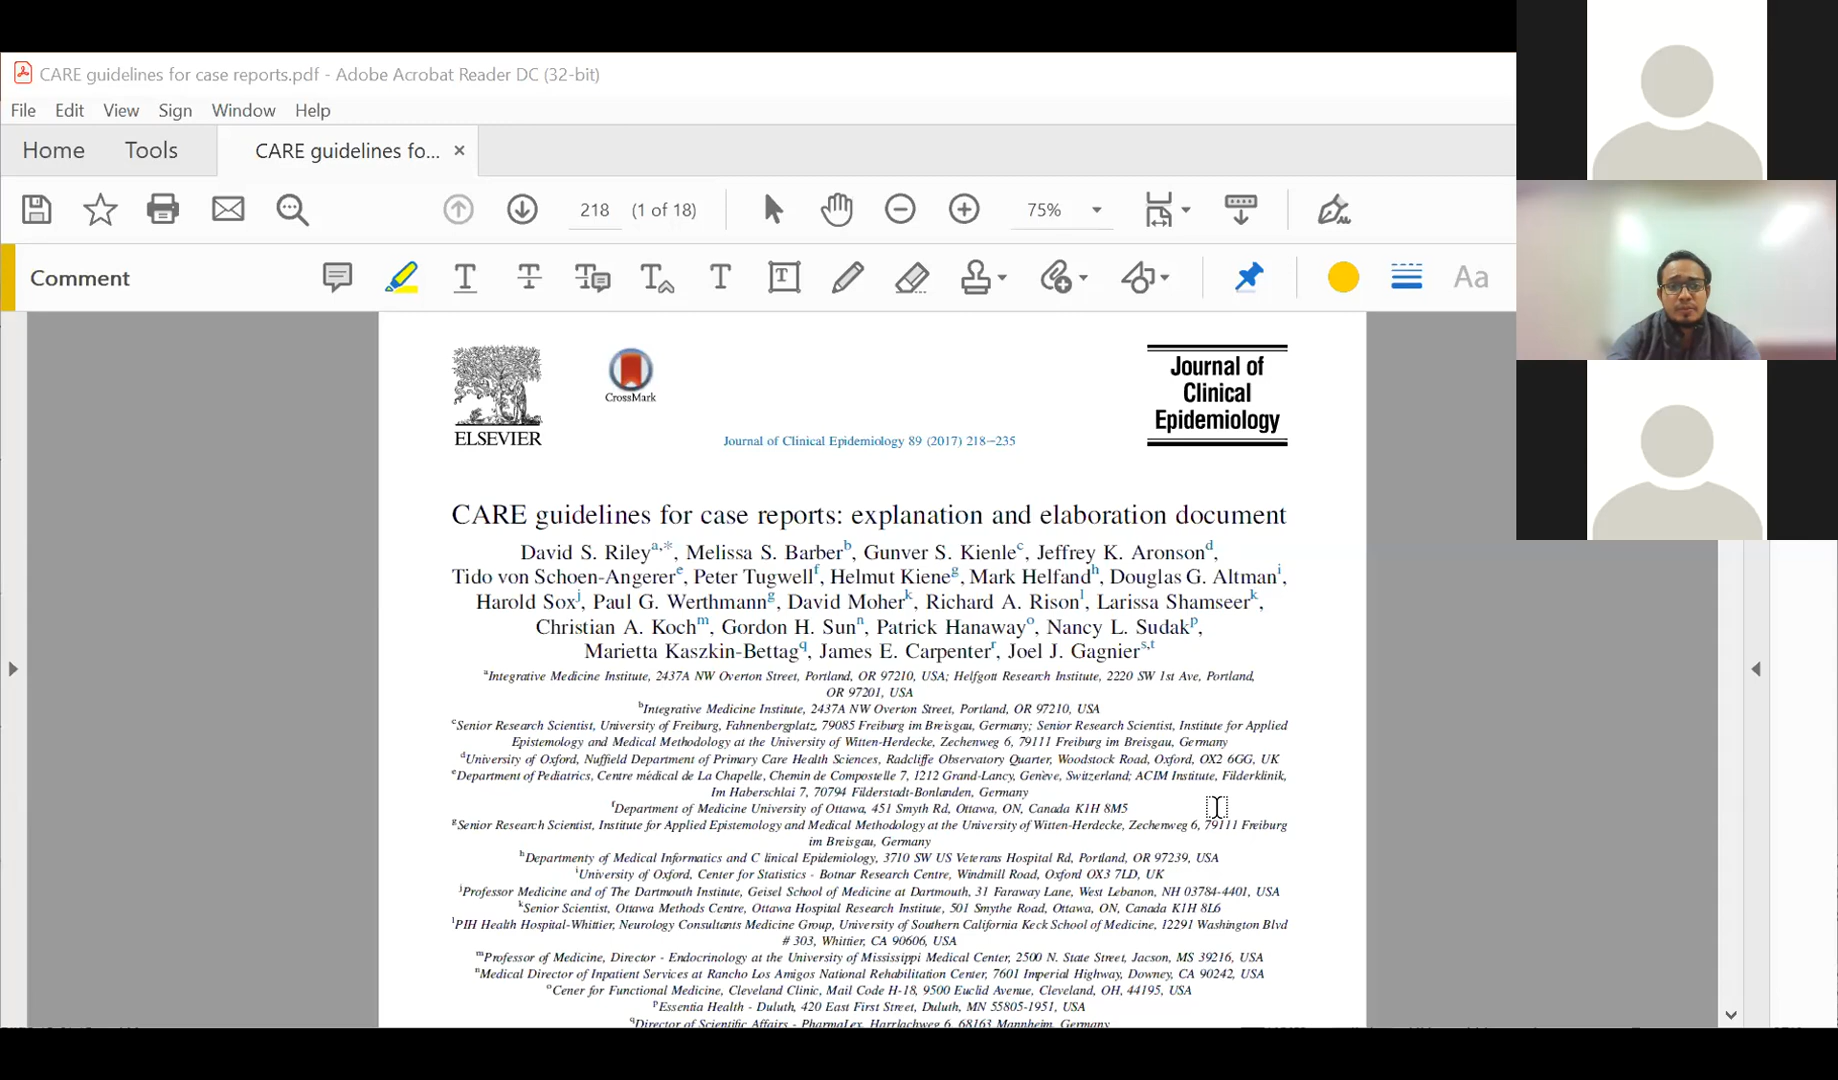 CARE guidelines for case reports.pdf - Adobe Acrobat Reader DC (32-bit)
File Edit View Sign Window Help
Home Tools CARE guidelines fo... ×
218 (1 of 18) 75%
Comment
Aa
ELSEVIER
CrossMark
Journal of
Clinical
Epidemiology
Journal of Clinical Epidemiology 89 (2017) 218–235
CARE guidelines for case reports: explanation and elaboration document
David S. Riley a,*, Melissa S. Barber b, Gunver S. Kienle c, Jeffrey K. Aronson d,
Tido von Schoen-Angerer e, Peter Tugwell f, Helmut Kiene g, Mark Helfand h, Douglas G. Altman i,
Harold Sox j, Paul G. Werthmann g, David Moher k, Richard A. Rison l, Larissa Shamseer k,
Christian A. Koch m, Gordon H. Sun n, Patrick Hanaway o, Nancy L. Sudak p,
Marietta Kaszkin-Bettag q, James E. Carpenter r, Joel J. Gagnier s,t
a Integrative Medicine Institute, 2437A NW Overton Street, Portland, OR 97210, USA; Helfgott Research Institute, 2220 SW 1st Ave, Portland,
OR 97201, USA
b Integrative Medicine Institute, 2437A NW Overton Street, Portland, OR 97210, USA
c Senior Research Scientist, University of Freiburg, Fahnenbergplatz, 79085 Freiburg im Breisgau, Germany; Senior Research Scientist, Institute for Applied
Epistemology and Medical Methodology at the University of Witten-Herdecke, Zechenweg 6, 79111 Freiburg im Breisgau, Germany
d University of Oxford, Nuffield Department of Primary Care Health Sciences, Radcliffe Observatory Quarter, Woodstock Road, Oxford, OX2 6GG, UK
e Department of Pediatrics, Centre médical de La Chapelle, Chemin de Compostelle 7, 1212 Grand-Lancy, Genève, Switzerland; ACIM Institute, Filderklinik,
Im Haberschlai 7, 70794 Filderstadt-Bonlanden, Germany
f Department of Medicine University of Ottawa, 451 Smyth Rd, Ottawa, ON, Canada K1H 8M5
g Senior Research Scientist, Institute for Applied Epistemology and Medical Methodology at the University of Witten-Herdecke, Zechenweg 6, 79111 Freiburg
im Breisgau, Germany
h Departmenty of Medical Informatics and C linical Epidemiology, 3710 SW US Veterans Hospital Rd, Portland, OR 97239, USA
i University of Oxford, Center for Statistics - Botnar Research Centre, Windmill Road, Oxford OX3 7LD, UK
j Professor Medicine and of The Dartmouth Institute, Geisel School of Medicine at Dartmouth, 31 Faraway Lane, West Lebanon, NH 03784-4401, USA
k Senior Scientist, Ottawa Methods Centre, Ottawa Hospital Research Institute, 501 Smythe Road, Ottawa, ON, Canada K1H 8L6
l PIH Health Hospital-Whittier, Neurology Consultants Medicine Group, University of Southern California Keck School of Medicine, 12291 Washington Blvd
# 303, Whittier, CA 90606, USA
m Professor of Medicine, Director - Endocrinology at the University of Mississippi Medical Center, 2500 N. State Street, Jacson, MS 39216, USA
n Medical Director of Inpatient Services at Rancho Los Amigos National Rehabilitation Center, 7601 Imperial Highway, Downey, CA 90242, USA
o Cener for Functional Medicine, Cleveland Clinic, Mail Code H-18, 9500 Euclid Avenue, Cleveland, OH, 44195, USA
p Essentia Health - Duluth, 420 East First Street, Duluth, MN 55805-1951, USA
q Director of Scientific Affairs - PharmaLex, Harrlachweg 6, 68163 Mannheim, Germany